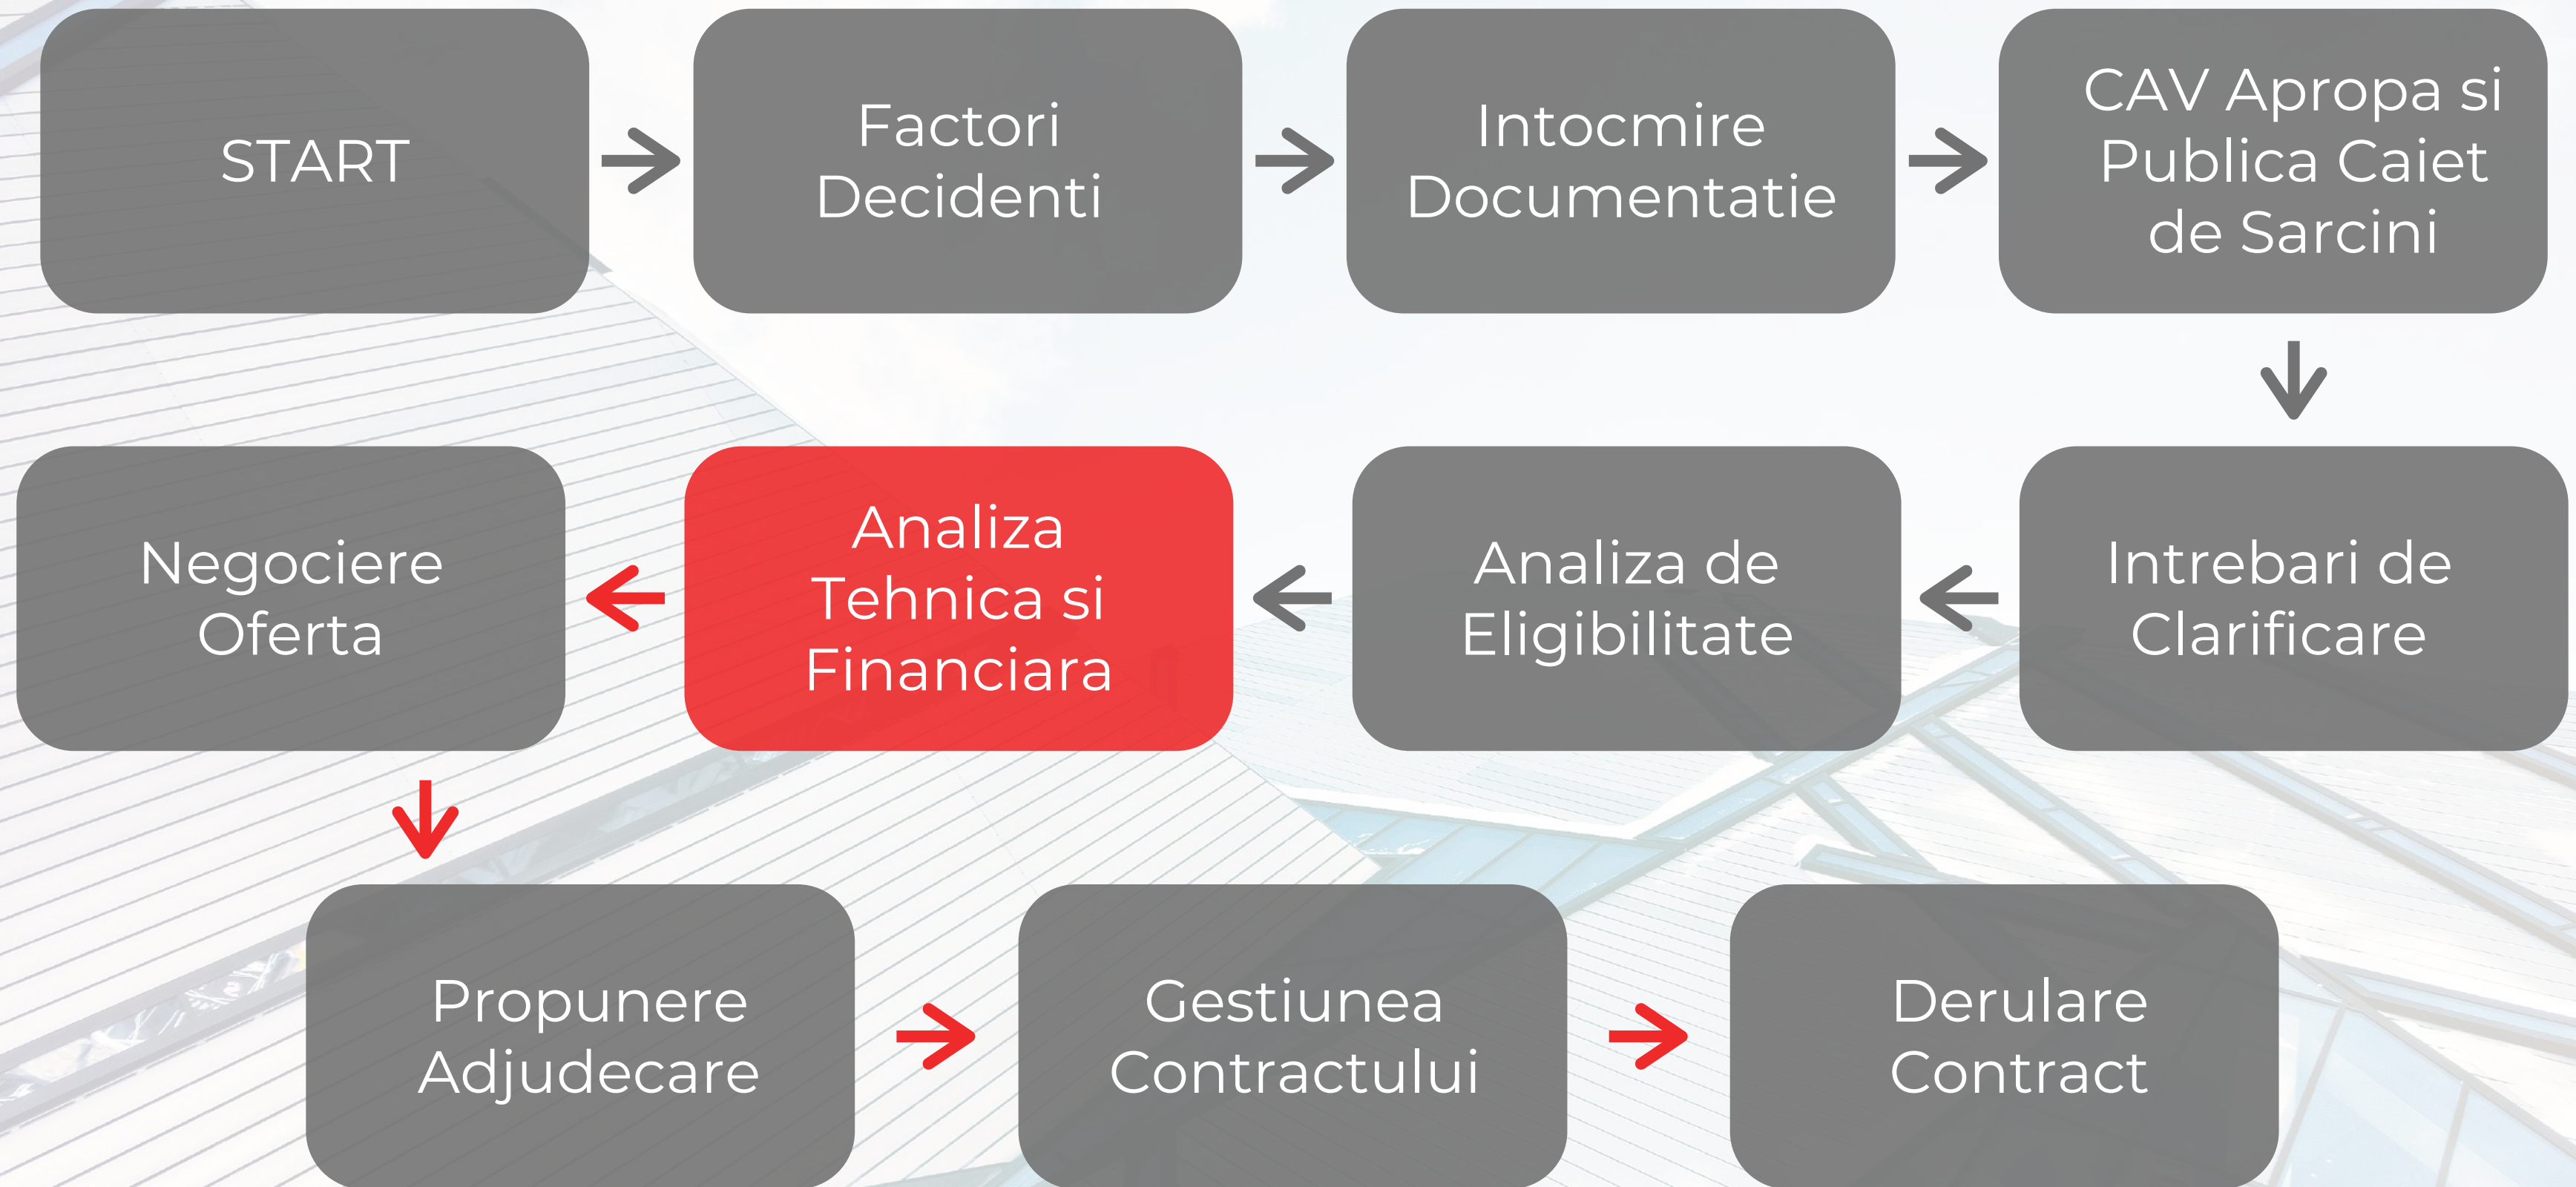 START
Factori
Decidenti
Intocmire
Documentatie
CAV Apropa si
Publica Caiet
de Sarcini
Intrebari de
Clarificare
Analiza de
Eligibilitate
Analiza
Tehnica si
Financiara
Negociere
Oferta
Propunere
Adjudecare
Gestiunea
Contractului
Derulare
Contract